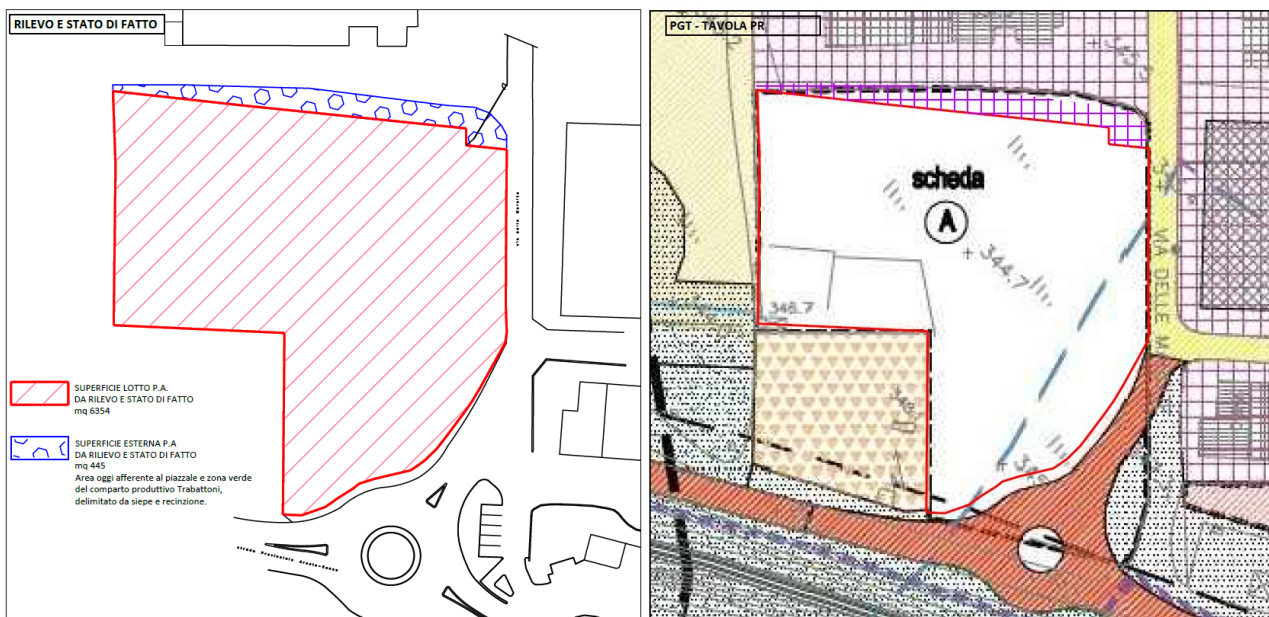 RILEVO E STATO DI FATTO
SUPERFICIE LOTTO P.A.
DA RILEVO E STATO DI FATTO
mq 6354
SUPERFICIE ESTERNA P.A
DA RILIEVO E STATO DI FATTO
mq 445
Area oggi afferente al piazzale e zona verde
del comparto produttivo Trabattoni,
delimitato da siepe e recinzione.
PGT - TAVOLA PR
scheda
A
344.7
346.7
VIA DELLE M